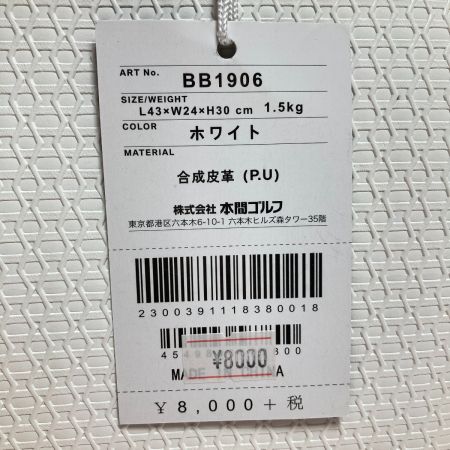 ART No. BB1906
SIZE/WEIGHT
L43×W24×H30 cm 1.5kg
COLOR ホワイト
MATERIAL
合成皮革 (P.U)
株式会社 本間ゴルフ
東京都港区六本木6-10-1 六本木ヒルズ森タワー35階
2300391118380018
¥8000
¥8,000+税